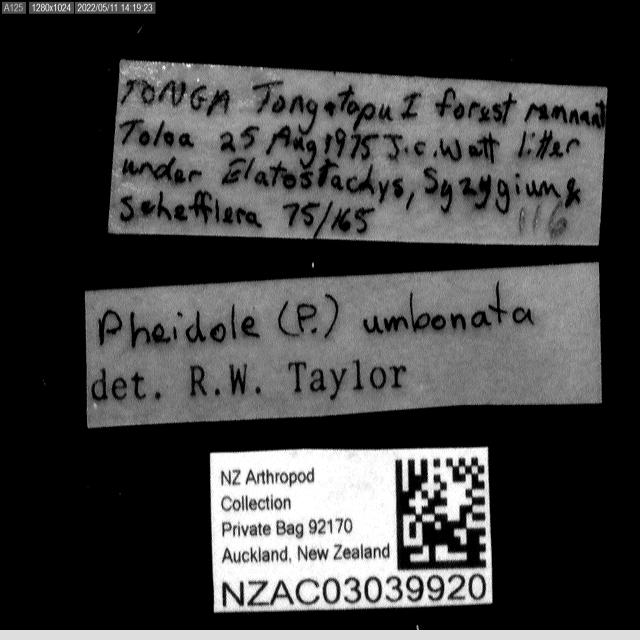 A125 1280x1024 2022/05/11 14:19:23
TONGA Tongatapu I forest remnant
Toloa 25 Aug 1975 J.C. Watt litter
under Elatostachys, Syzygium &
Schefflera 75/165 116
Pheidole (P.) umbonata
det. R.W. Taylor
NZ Arthropod
Collection
Private Bag 92170
Auckland, New Zealand
NZAC03039920